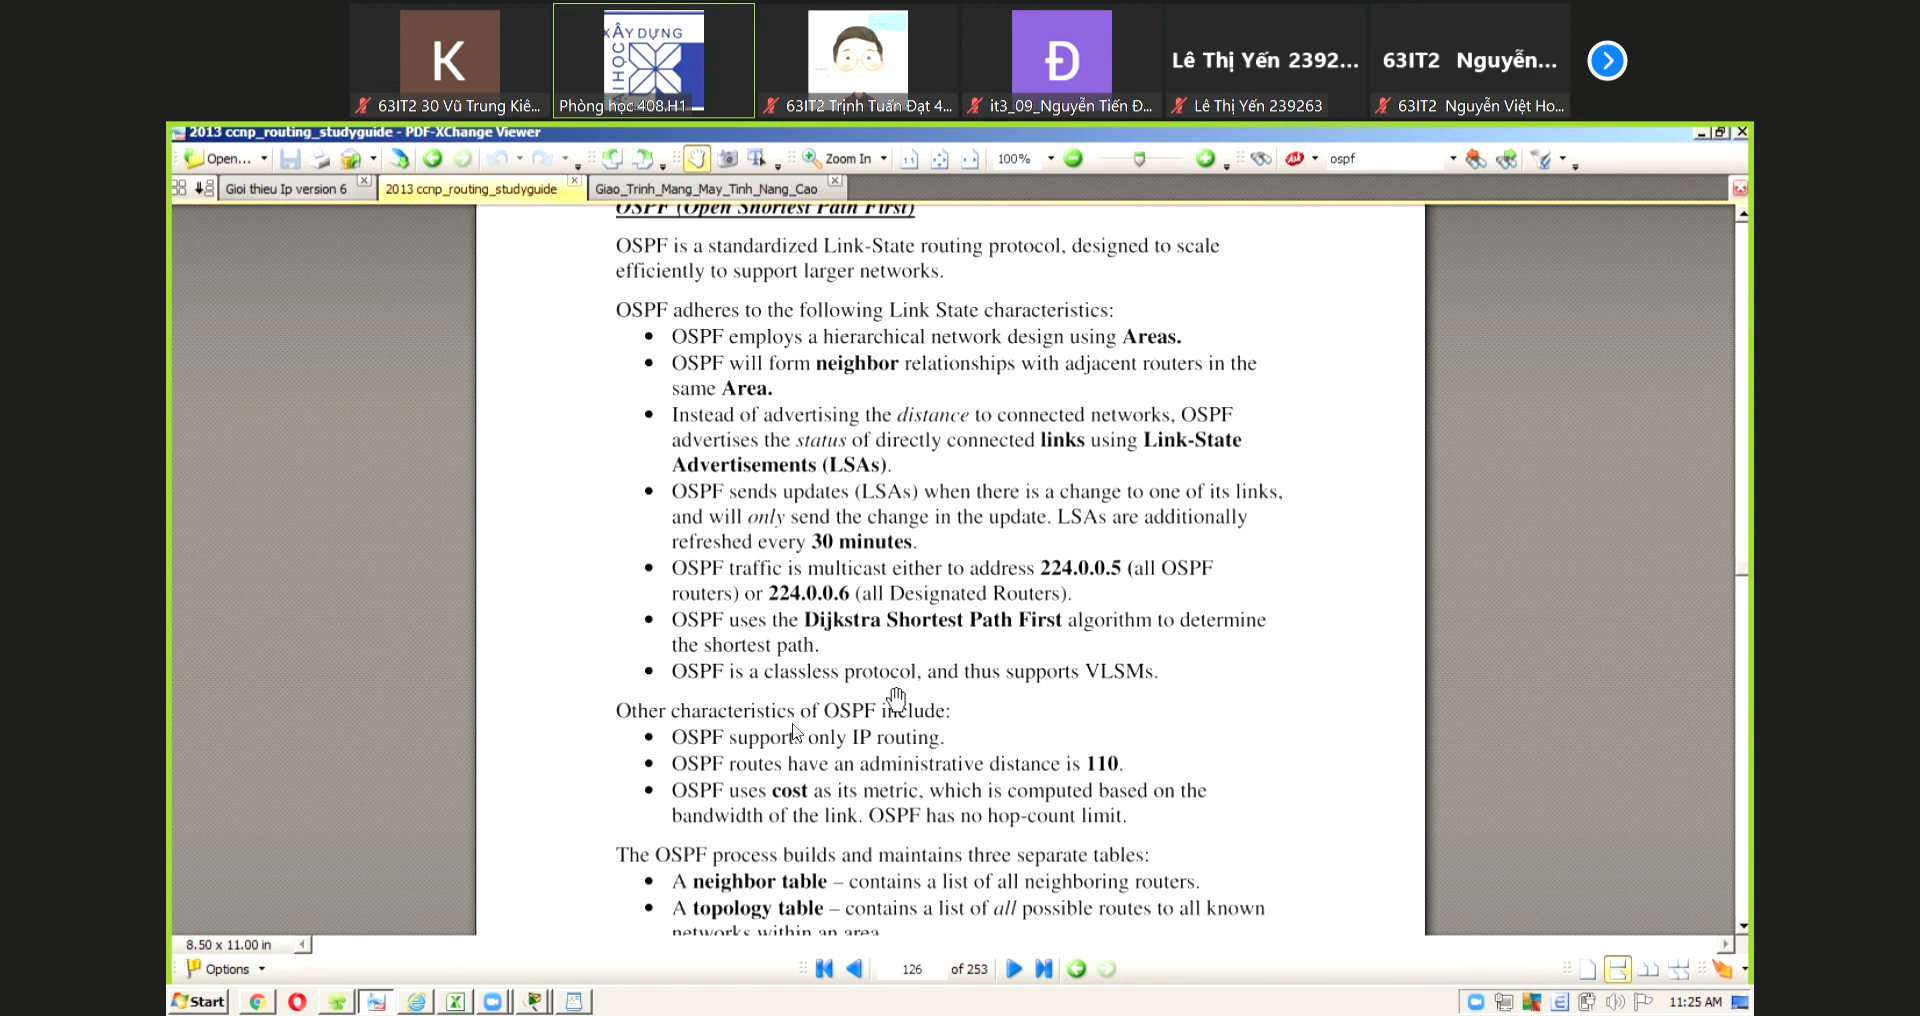 K
XÂY DỰNG
Đ
Lê Thị Yến 2392...
63IT2 Nguyễn...
63IT2 30 Vũ Trung Kiê...
Phòng học 408.H1
63IT2 Trịnh Tuấn Đạt 4...
it3_09_Nguyễn Tiến Đ...
Lê Thị Yến 239263
63IT2 Nguyễn Việt Ho...
2013 ccnp_routing_studyguide - PDF-XChange Viewer
Open...
Zoom In
100%
ospf
Gioi thieu Ip version 6
2013 ccnp_routing_studyguide
Giao_Trinh_Mang_May_Tinh_Nang_Cao
OSPF (Open Shortest Path First)
OSPF is a standardized Link-State routing protocol, designed to scale
efficiently to support larger networks.
OSPF adheres to the following Link State characteristics:
• OSPF employs a hierarchical network design using Areas.
• OSPF will form neighbor relationships with adjacent routers in the
same Area.
• Instead of advertising the distance to connected networks, OSPF
advertises the status of directly connected links using Link-State
Advertisements (LSAs).
• OSPF sends updates (LSAs) when there is a change to one of its links,
and will only send the change in the update. LSAs are additionally
refreshed every 30 minutes.
• OSPF traffic is multicast either to address 224.0.0.5 (all OSPF
routers) or 224.0.0.6 (all Designated Routers).
• OSPF uses the Dijkstra Shortest Path First algorithm to determine
the shortest path.
• OSPF is a classless protocol, and thus supports VLSMs.
Other characteristics of OSPF include:
• OSPF supports only IP routing.
• OSPF routes have an administrative distance is 110.
• OSPF uses cost as its metric, which is computed based on the
bandwidth of the link. OSPF has no hop-count limit.
The OSPF process builds and maintains three separate tables:
• A neighbor table – contains a list of all neighboring routers.
• A topology table – contains a list of all possible routes to all known
networks within an area
8.50 x 11.00 in
Options
126
of 253
Start
11:25 AM